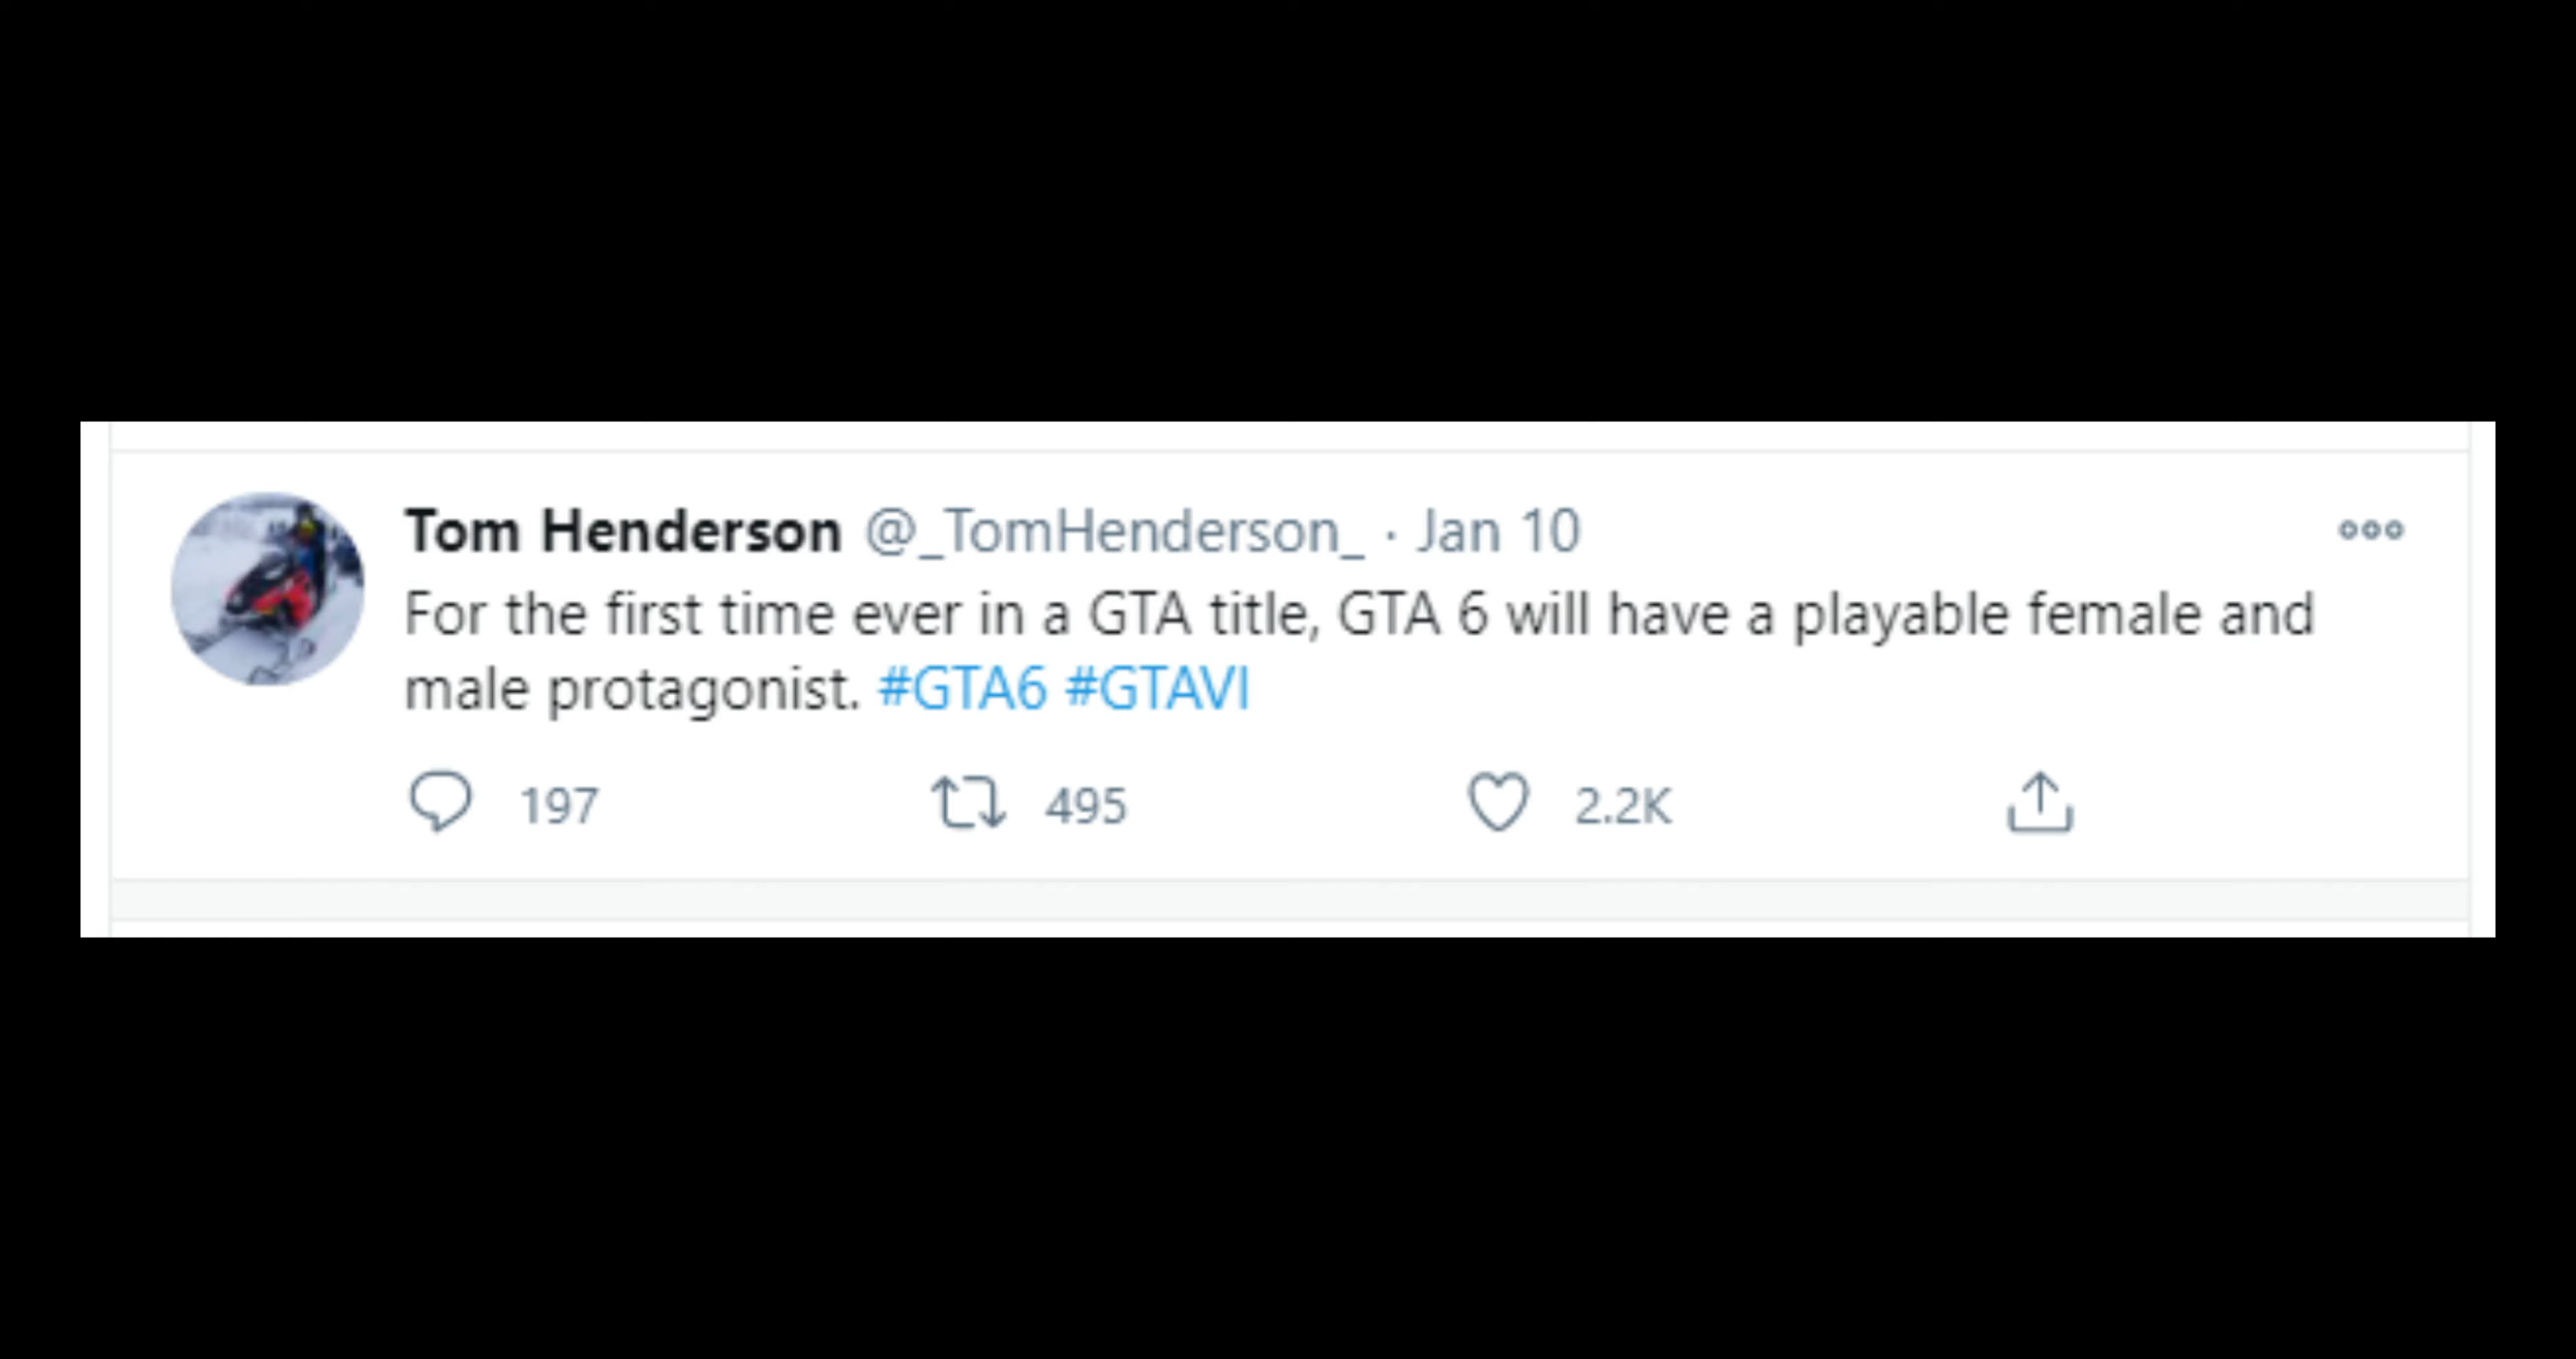 Tom Henderson @_TomHenderson_ · Jan 10
For the first time ever in a GTA title, GTA 6 will have a playable female and
male protagonist. #GTA6 #GTAVI
197 495 2.2K